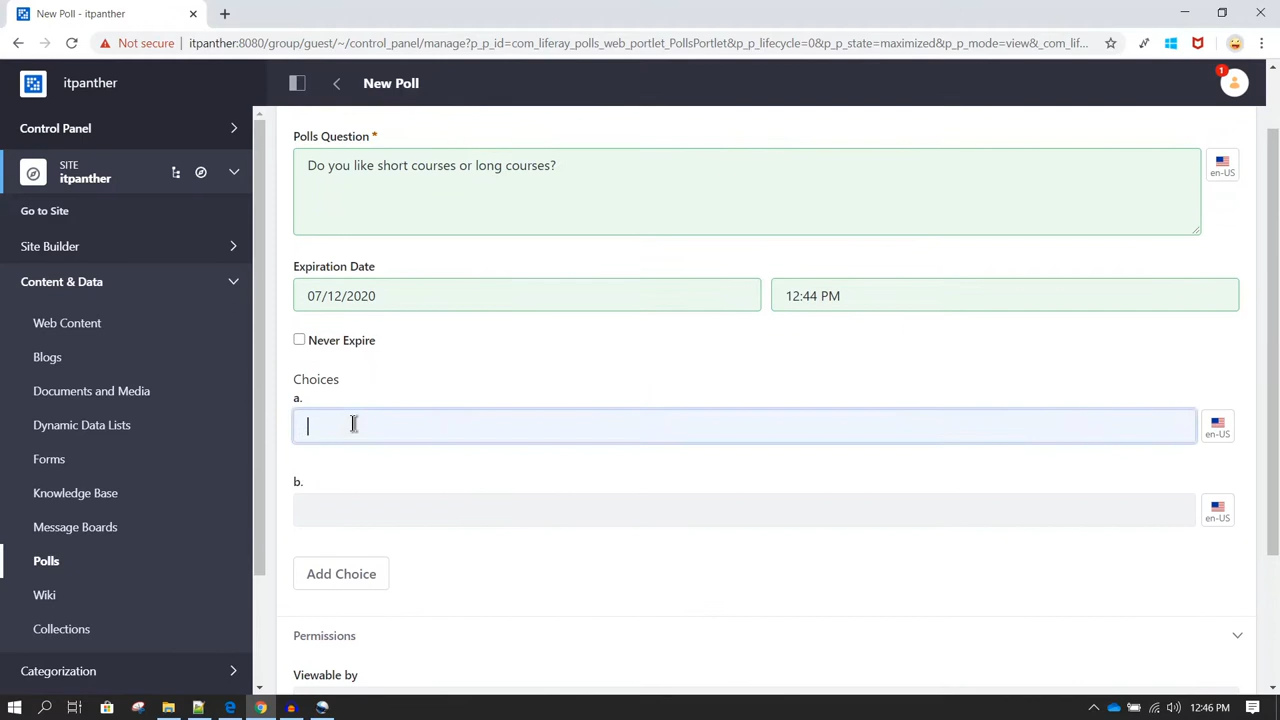 New Poll - itpanther
Not secure
itpanther:8080/group/guest/~/control_panel/manage?p_p_id=com_liferay_polls_web_portlet_PollsPortlet&p_p_lifecycle=0&p_p_state=maximized&p_p_mode=view&_com_lif...
itpanther
New Poll
1
Control Panel
SITE
itpanther
Go to Site
Site Builder
Content & Data
Web Content
Blogs
Documents and Media
Dynamic Data Lists
Forms
Knowledge Base
Message Boards
Polls
Wiki
Collections
Categorization
Polls Question *
Do you like short courses or long courses?
en-US
Expiration Date
07/12/2020
12:44 PM
Never Expire
Choices
a.
en-US
b.
en-US
Add Choice
Permissions
Viewable by
12:46 PM